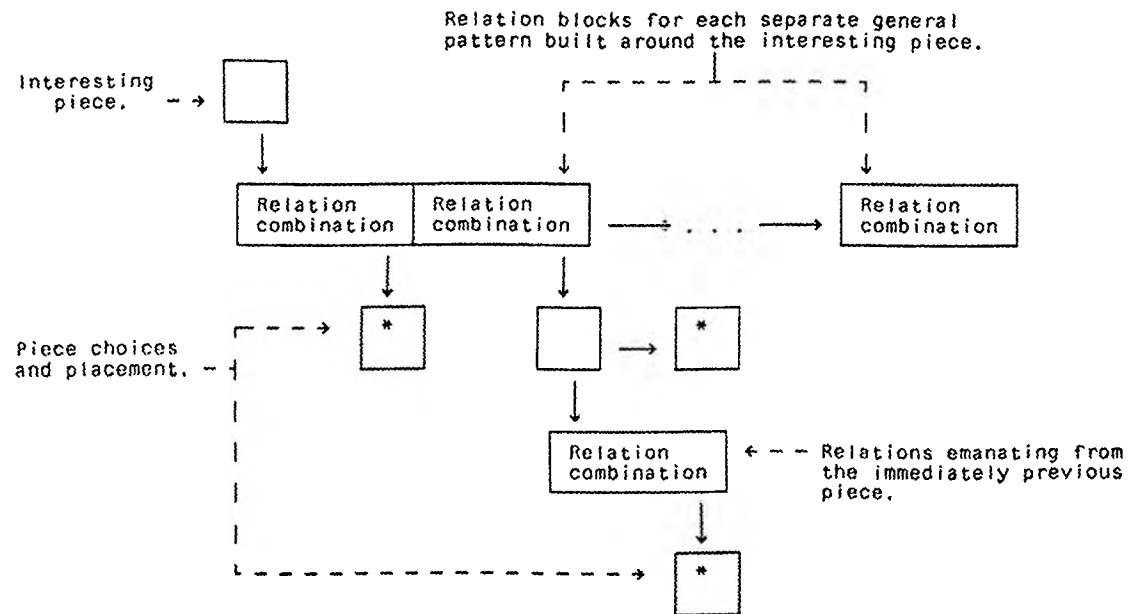 Relation blocks for each separate general
pattern built around the interesting piece.
Interesting
piece.
Relation
combination
Relation
combination
. . .
Relation
combination
*
*
Piece choices
and placement.
Relation
combination
Relations emanating from
the immediately previous
piece.
*